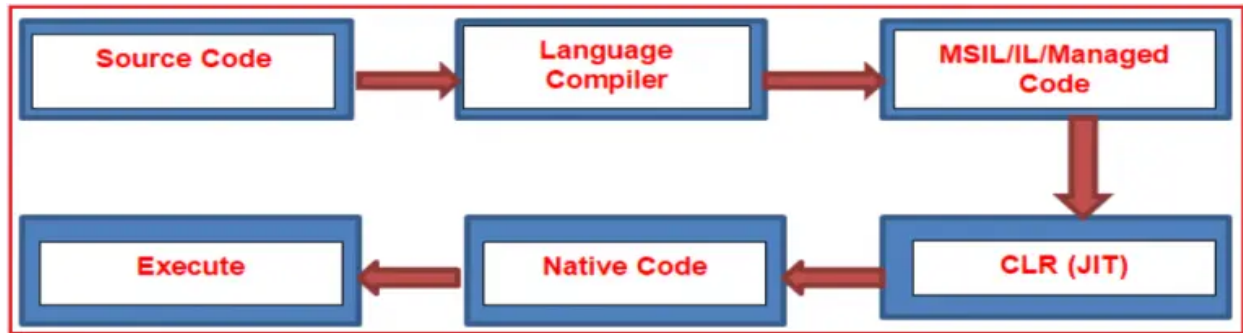 Source Code
Language
Compiler
MSIL/IL/Managed
Code
Execute
Native Code
CLR (JIT)